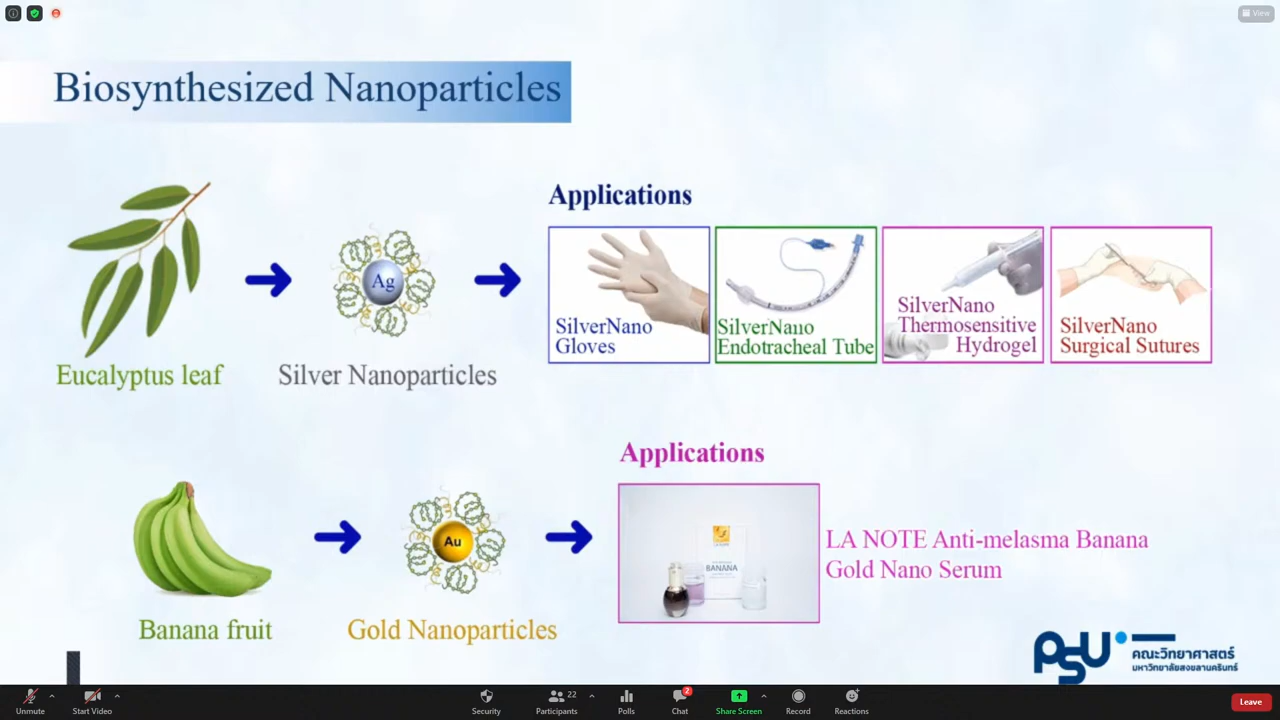 View
Biosynthesized Nanoparticles
Applications
Ag
SilverNano
Gloves
SilverNano
Endotracheal Tube
SilverNano
Thermosensitive
Hydrogel
SilverNano
Surgical Sutures
Eucalyptus leaf
Silver Nanoparticles
Applications
Au
BANANA
LA NOTE Anti-melasma Banana
Gold Nano Serum
Banana fruit
Gold Nanoparticles
PSU
คณะวิทยาศาสตร์
มหาวิทยาลัยสงขลานครินทร์
Unmute
Start Video
Security
Participants
22
Polls
Chat
2
Share Screen
Record
Reactions
Leave